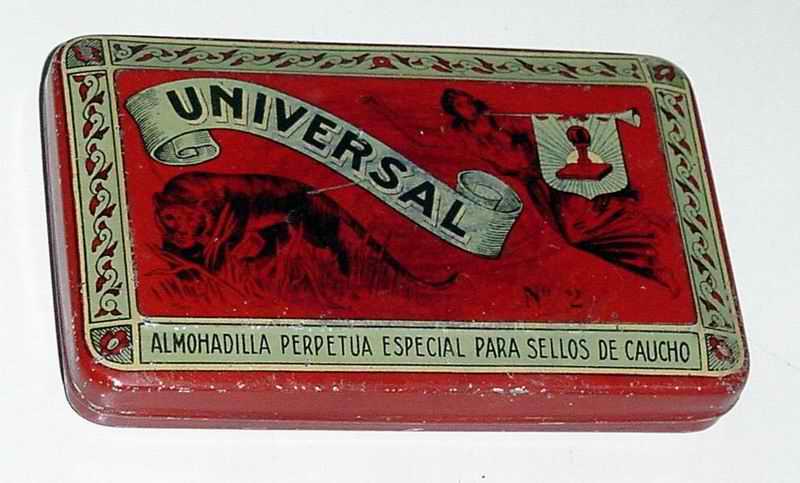 UNIVERSAL
Nº 2
ALMOHADILLA PERPETUA ESPECIAL PARA SELLOS DE CAUCHO